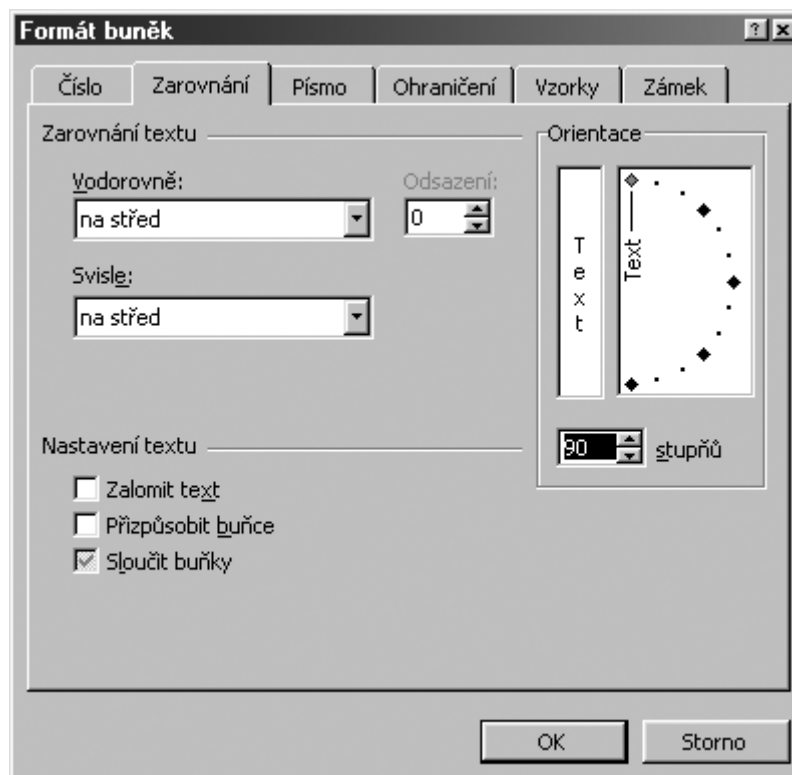 Formát buněk
Číslo Zarovnání Písmo Ohraničení Vzorky Zámek
Zarovnání textu
Vodorovně: Odsazení:
na střed 0
Svisle:
na střed
Orientace
Text
Text
90 stupňů
Nastavení textu
Zalomit text
Přizpůsobit buňce
Sloučit buňky
OK Storno